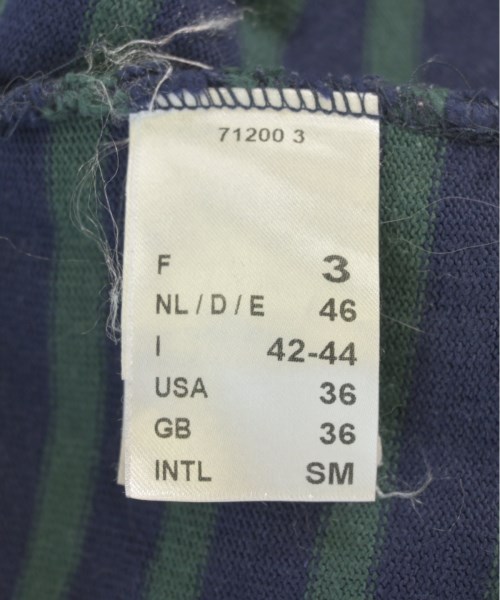 71200 3
F 3
NL / D / E 46
I 42-44
USA 36
GB 36
INTL SM